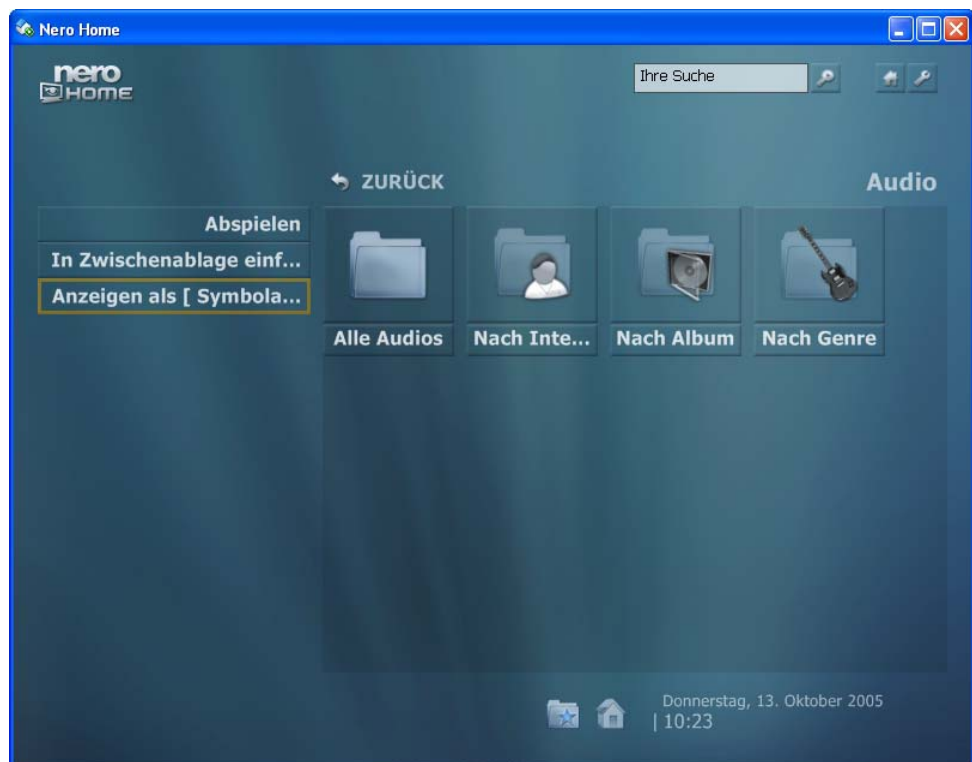 Nero Home
nero
HOME
Ihre Suche
ZURÜCK
Audio
Abspielen
In Zwischenablage einf...
Anzeigen als [ Symbola...
Alle Audios
Nach Inte...
Nach Album
Nach Genre
Donnerstag, 13. Oktober 2005
| 10:23